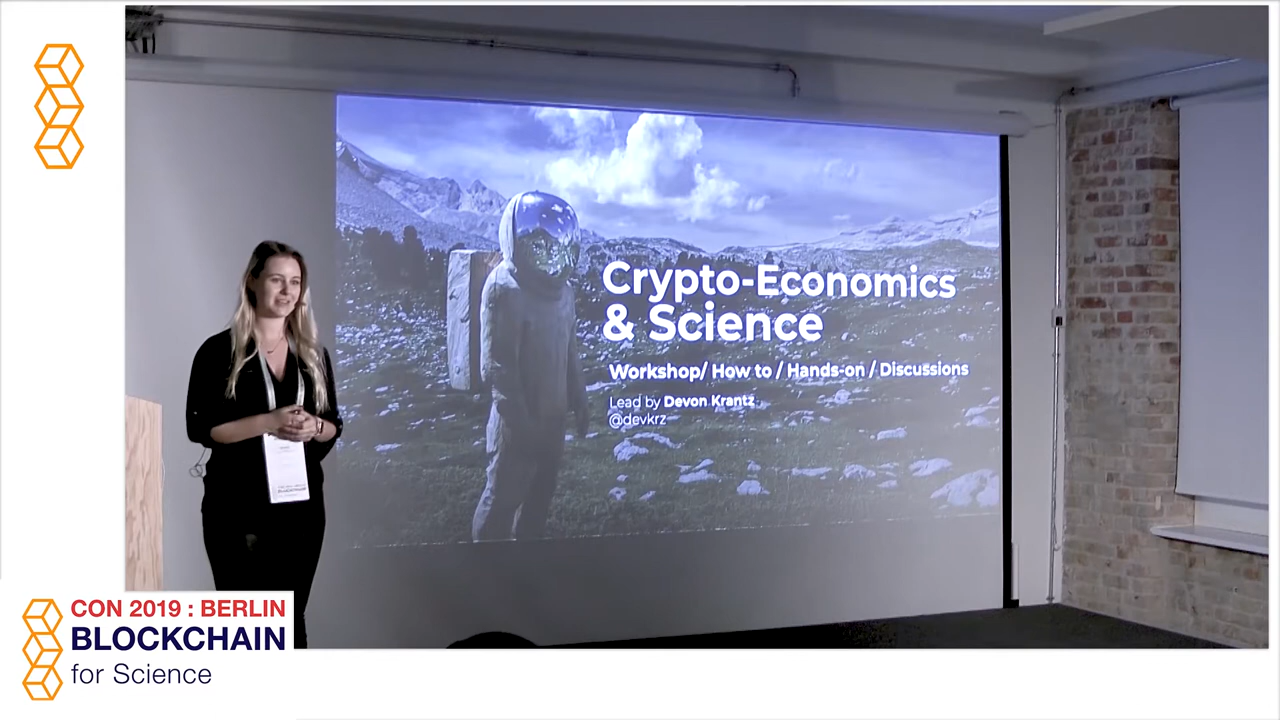 Crypto-Economics
& Science
Workshop/ How to / Hands-on / Discussions
Lead by Devon Krantz
@devkrz
CON 2019 : BERLIN
BLOCKCHAIN
for Science